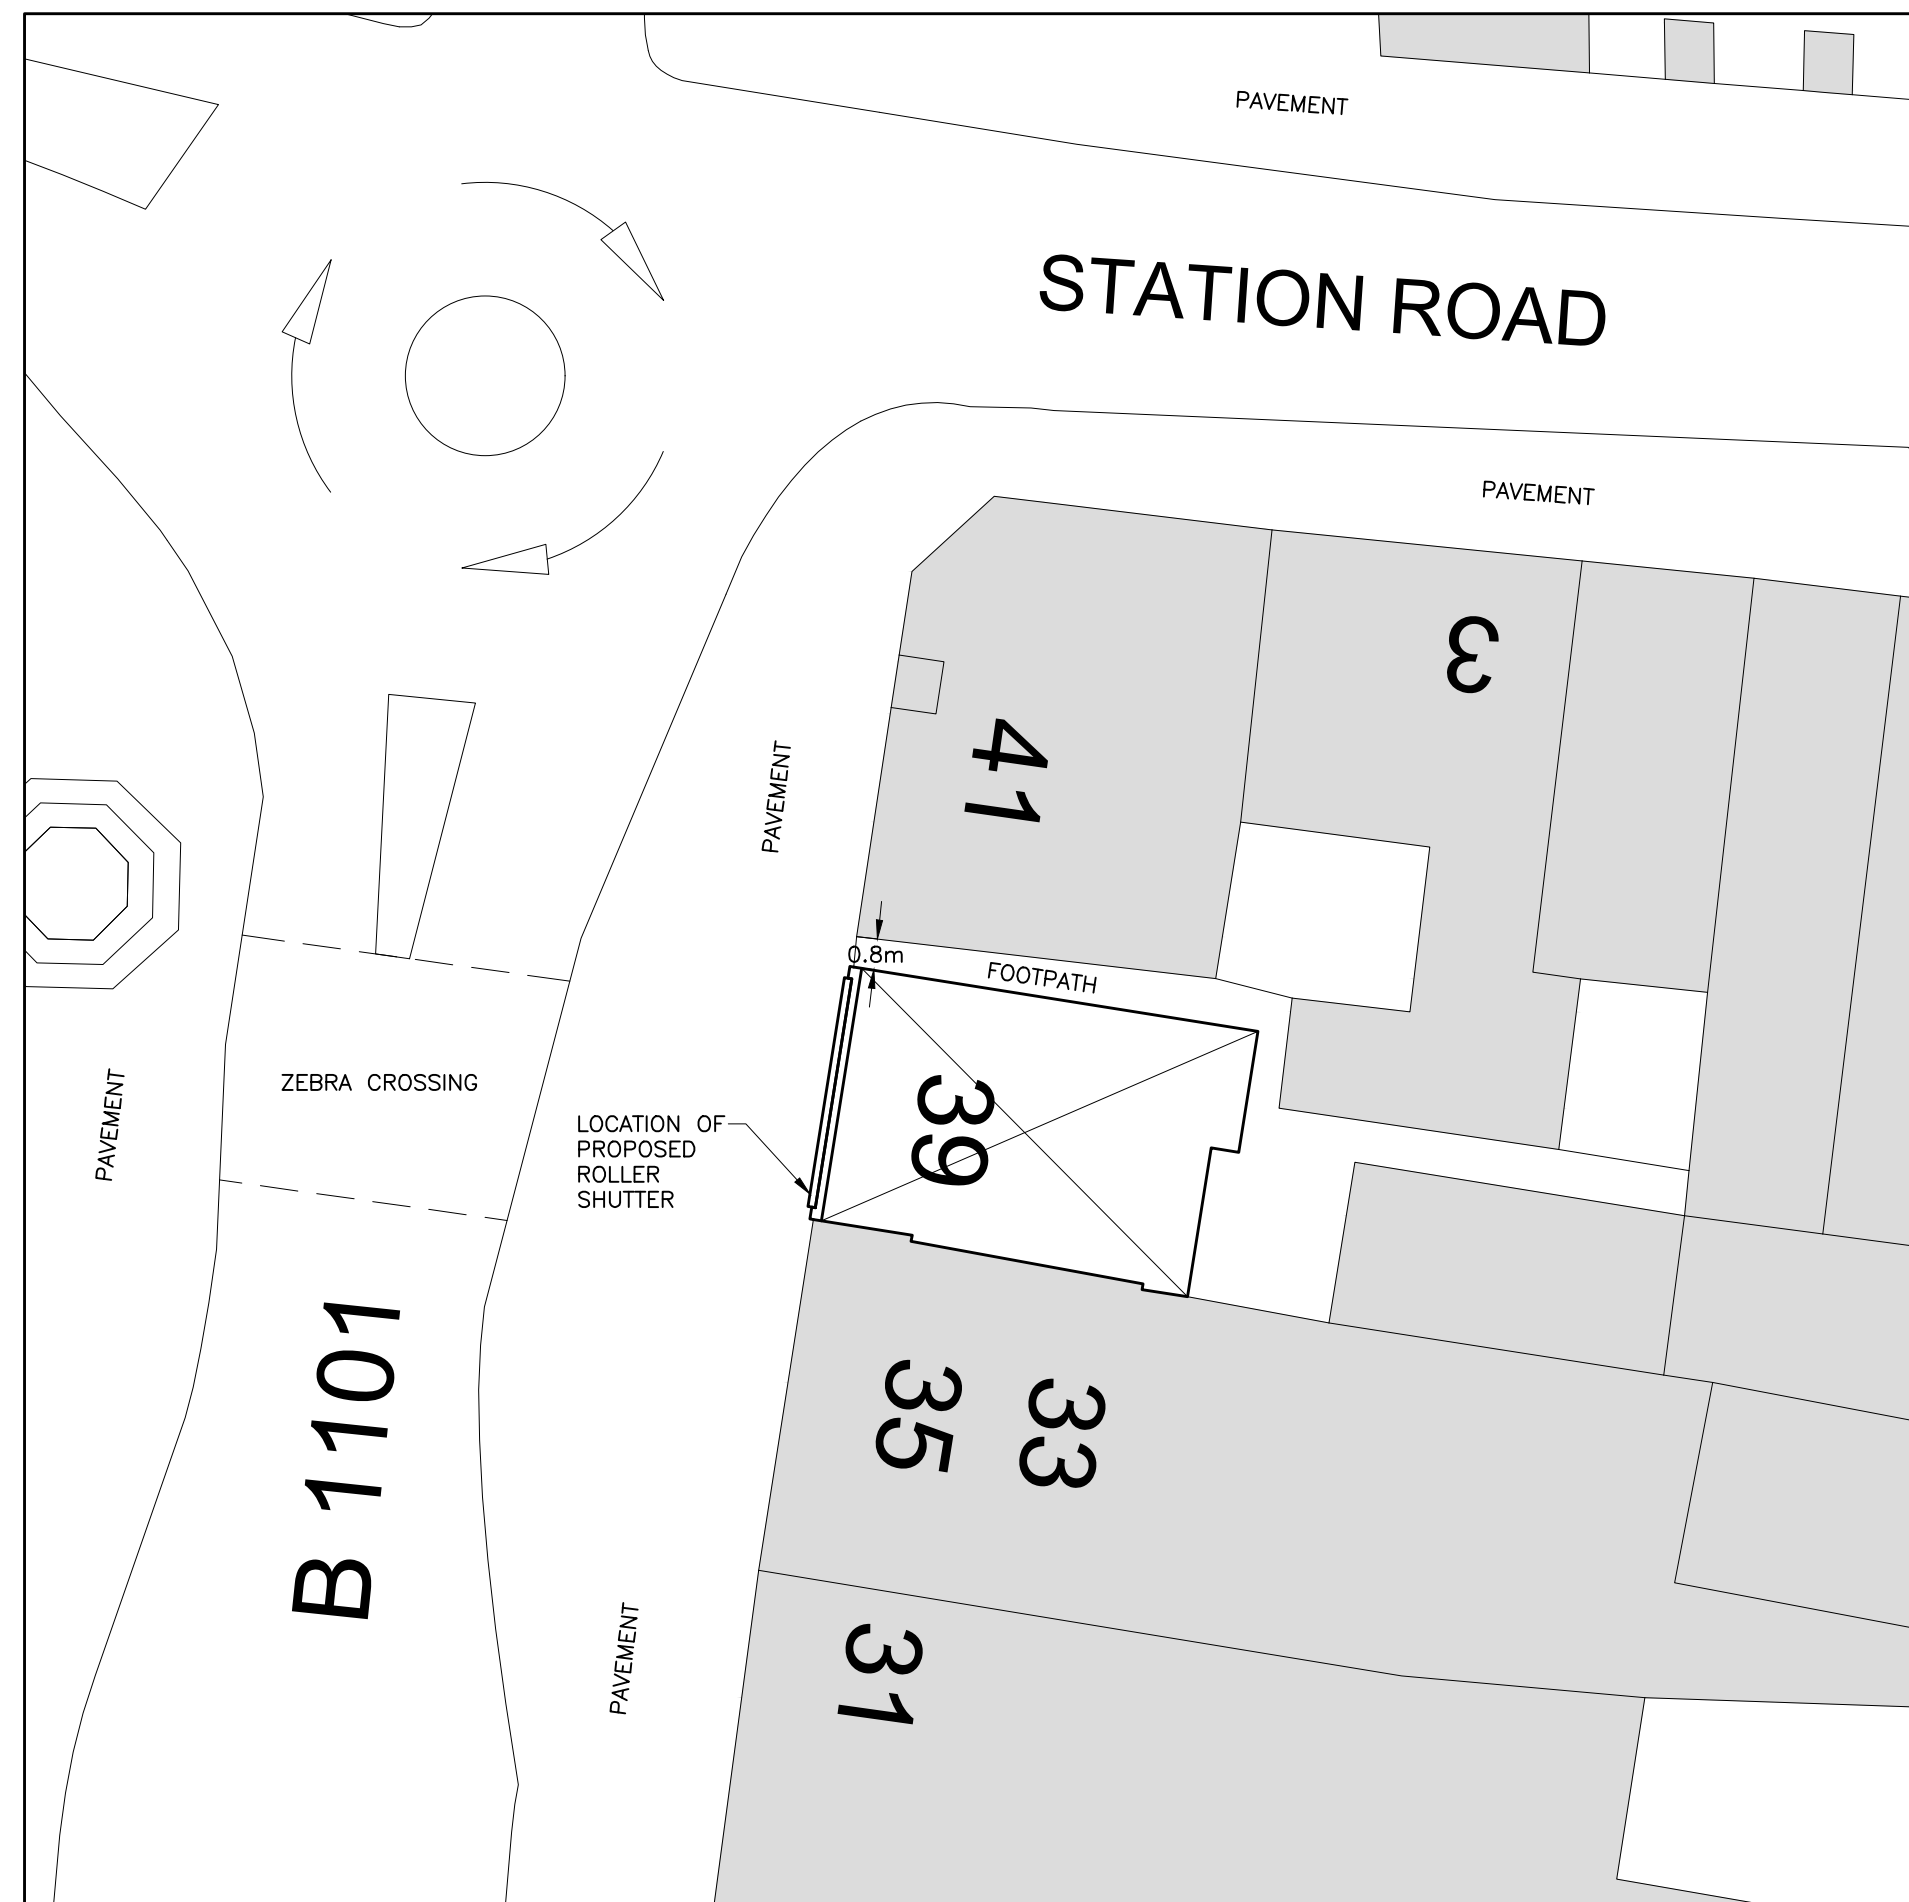 PAVEMENT
STATION ROAD
PAVEMENT
3
41
PAVEMENT
0.8m
FOOTPATH
ZEBRA CROSSING
PAVEMENT
LOCATION OF
PROPOSED
ROLLER
SHUTTER
39
B 1101
35
33
31
PAVEMENT